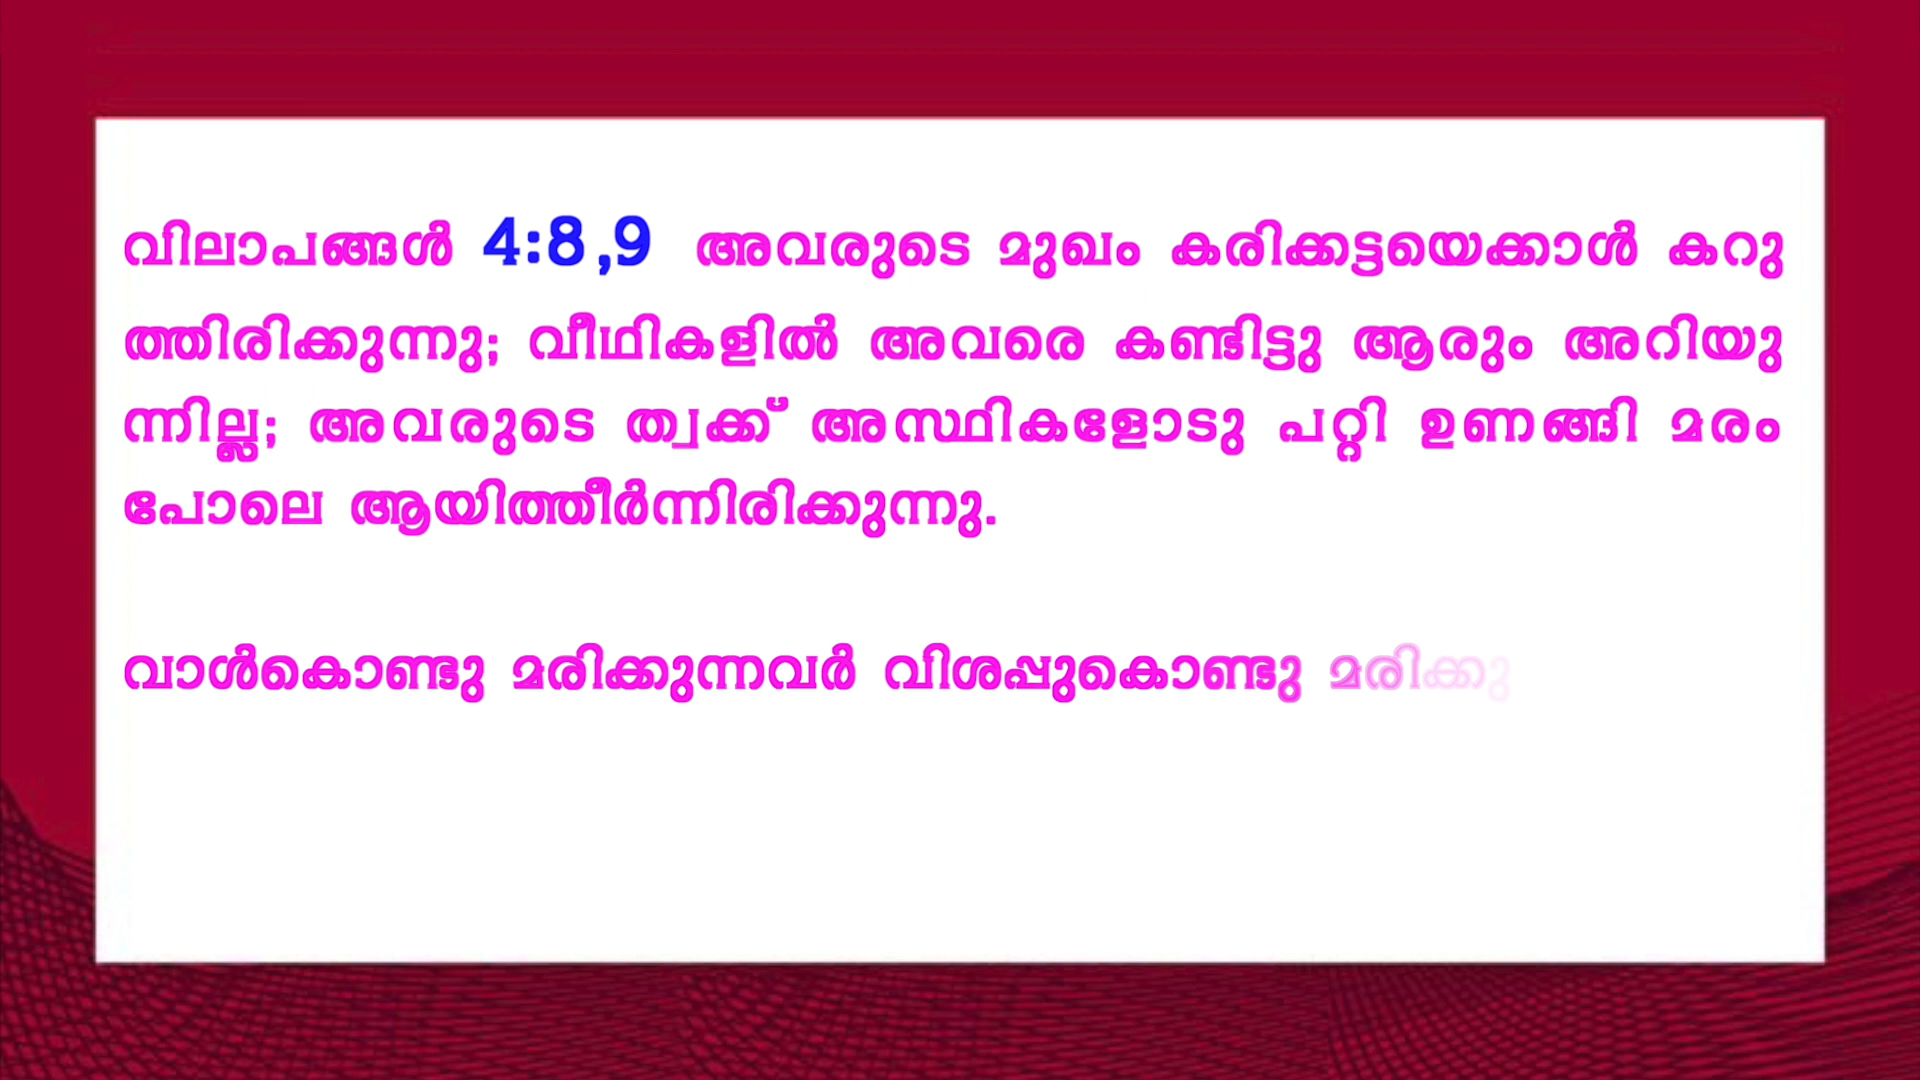 വിലാപങ്ങൾ 4:8,9 അവരുടെ മുഖം കരിക്കട്ടയെക്കാൾ കറു
ത്തിരിക്കുന്നു; വീഥികളിൽ അവരെ കണ്ടിട്ടു ആരും അറിയു
ന്നില്ല; അവരുടെ ത്വക്ക് അസ്ഥികളോടു പറ്റി ഉണങ്ങി മരം
പോലെ ആയിത്തീർന്നിരിക്കുന്നു.
വാൾകൊണ്ടു മരിക്കുന്നവർ വിശപ്പുകൊണ്ടു മരിക്കു